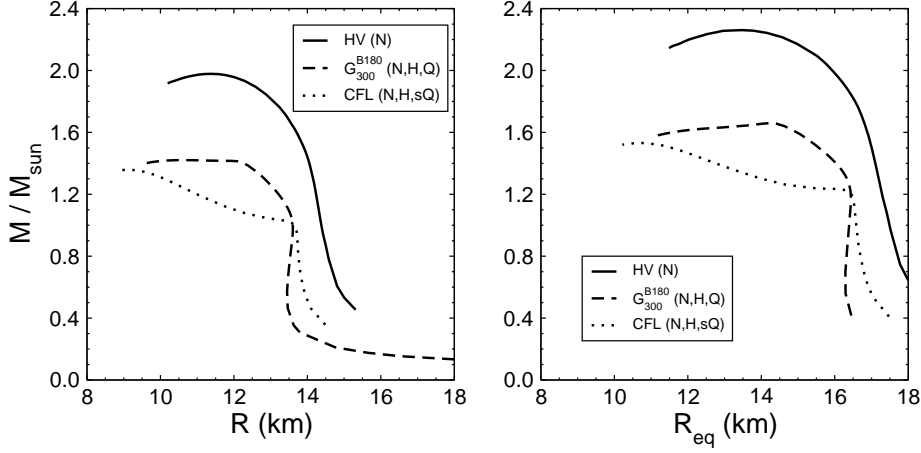 2.4
2.0
1.6
1.2
0.8
0.4
0.0
M / M_sun
HV (N)
G_300^B180 (N,H,Q)
CFL (N,H,sQ)
8 10 12 14 16 18
R (km)
2.4
2.0
1.6
1.2
0.8
0.4
0.0
HV (N)
G_300^B180 (N,H,Q)
CFL (N,H,sQ)
8 10 12 14 16 18
R_eq (km)